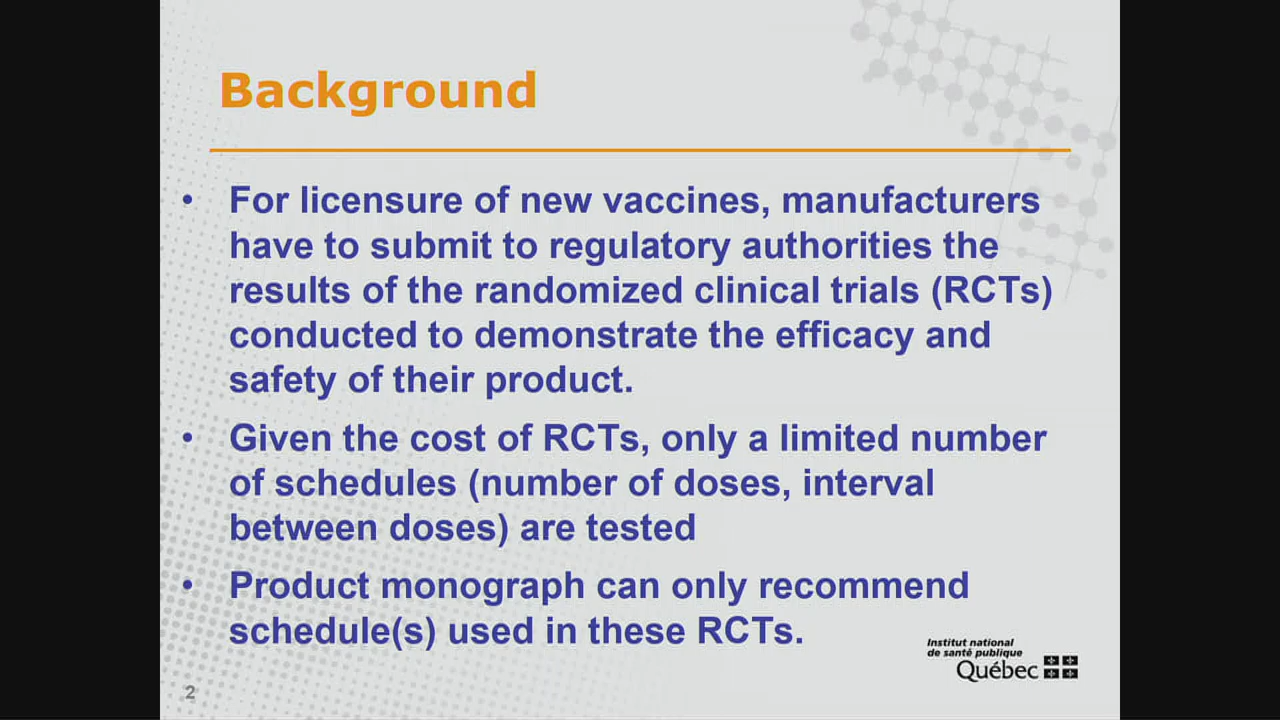 Background
• For licensure of new vaccines, manufacturers
have to submit to regulatory authorities the
results of the randomized clinical trials (RCTs)
conducted to demonstrate the efficacy and
safety of their product.
• Given the cost of RCTs, only a limited number
of schedules (number of doses, interval
between doses) are tested
• Product monograph can only recommend
schedule(s) used in these RCTs.
Institut national
de santé publique
Québec
2